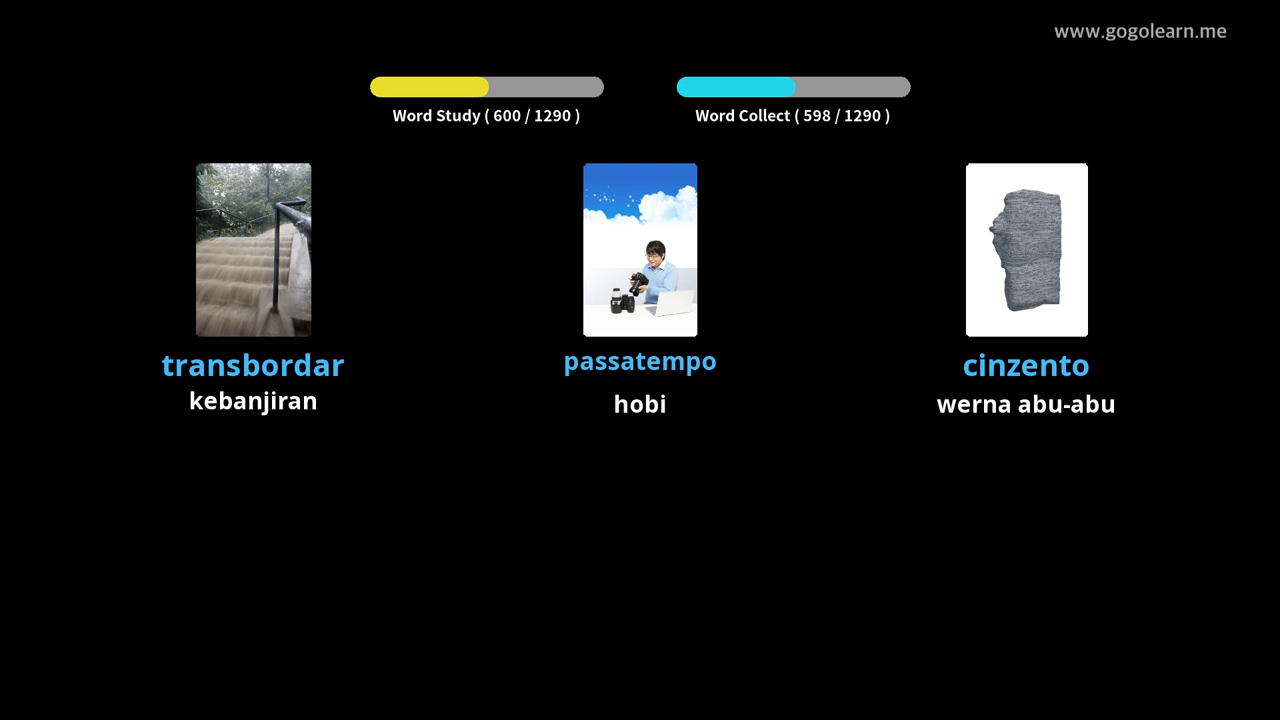 www.gogolearn.me
Word Study ( 600 / 1290 )
Word Collect ( 598 / 1290 )
transbordar
kebanjiran
passatempo
hobi
cinzento
werna abu-abu